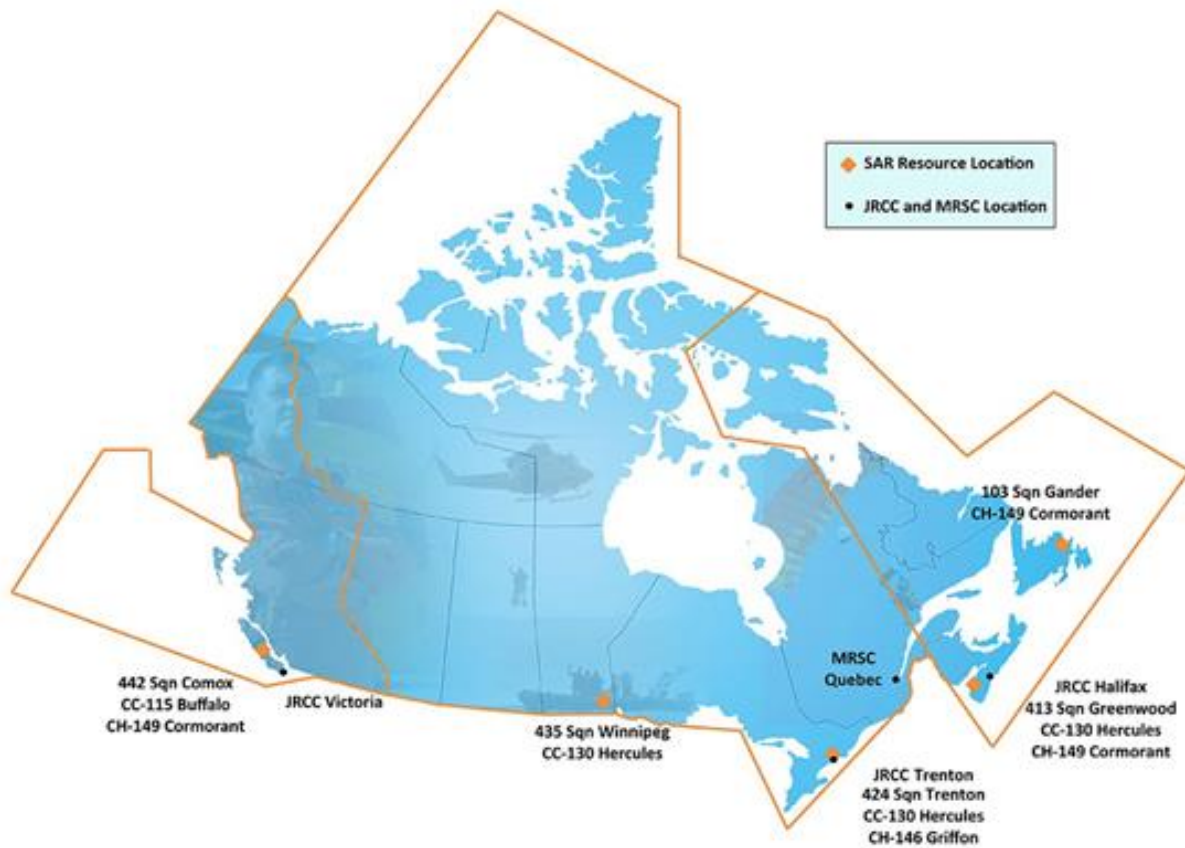 SAR Resource Location
JRCC and MRSC Location
103 Sqn Gander
CH-149 Cormorant
442 Sqn Comox
CC-115 Buffalo
CH-149 Cormorant
JRCC Victoria
435 Sqn Winnipeg
CC-130 Hercules
MRSC
Quebec
JRCC Trenton
424 Sqn Trenton
CC-130 Hercules
CH-146 Griffon
JRCC Halifax
413 Sqn Greenwood
CC-130 Hercules
CH-149 Cormorant